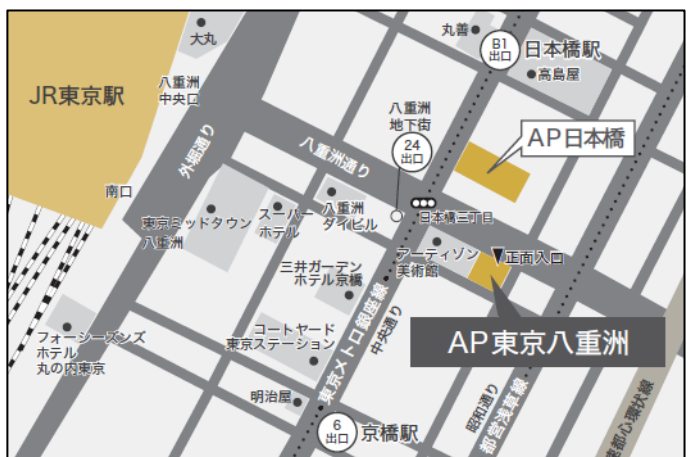 丸善
大丸
B1
出口
日本橋駅
高島屋
JR東京駅
八重洲
中央口
八重洲
地下街
24
出口
AP日本橋
外堀通り
八重洲通り
南口
東京ミッドタウン
八重洲
スーパー
ホテル
八重洲
ダイビル
日本橋三丁目
アーティゾン
美術館
正面入口
三井ガーデン
ホテル京橋
AP東京八重洲
フォーシーズンズ
ホテル
丸の内東京
コートヤード
東京ステーション
東京メトロ銀座線
中央通り
昭和通り
都営浅草線
都心環状線
明治屋
6
出口
京橋駅